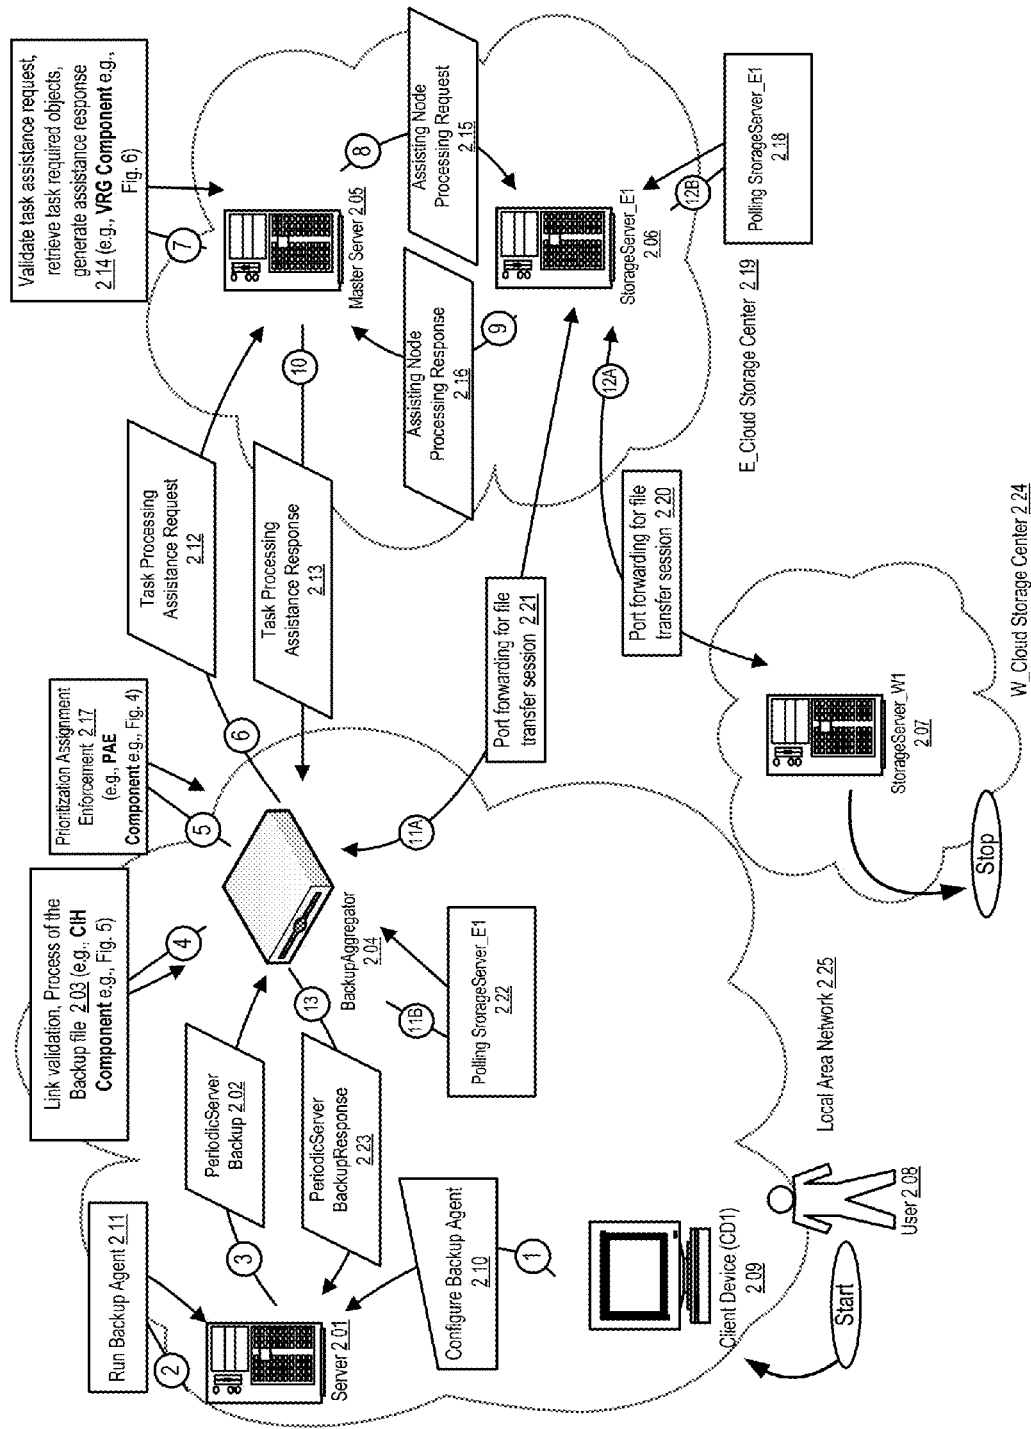 Validate task assistance request,
retrieve task required objects,
generate assistance response
2.14 (e.g., VRG Component e.g.,
Fig. 6)
7
Master Server 2.05
8
Assisting Node
Processing Request
2.15
StorageServer_E1
2.06
12B
Polling StorageServer_E1
2.18
Assisting Node
Processing Response
2.16
9
10
12A
E_Cloud Storage Center 2.19
Task Processing
Assistance Request
2.12
Task Processing
Assistance Response
2.13
6
Port forwarding for file
transfer session 2.21
Port forwarding for file
transfer session 2.20
W_Cloud Storage Center 2.24
StorageServer_W1
2.07
Stop
Prioritization Assignment
Enforcement 2.17
(e.g., PAE
Component e.g., Fig. 4)
5
11A
Link validation, Process of the
Backup file 2.03 (e.g., CIH
Component e.g., Fig. 5)
4
BackupAggregator
2.04
13
11B
Polling SrorageServer_E1
2.22
PeriodicServer
Backup 2.02
PeriodicServer
BackupResponse
2.23
3
Local Area Network 2.25
Run Backup Agent 2.11
2
Server 2.01
Configure Backup Agent
2.10
1
Client Device (CD1)
2.09
User 2.08
Start